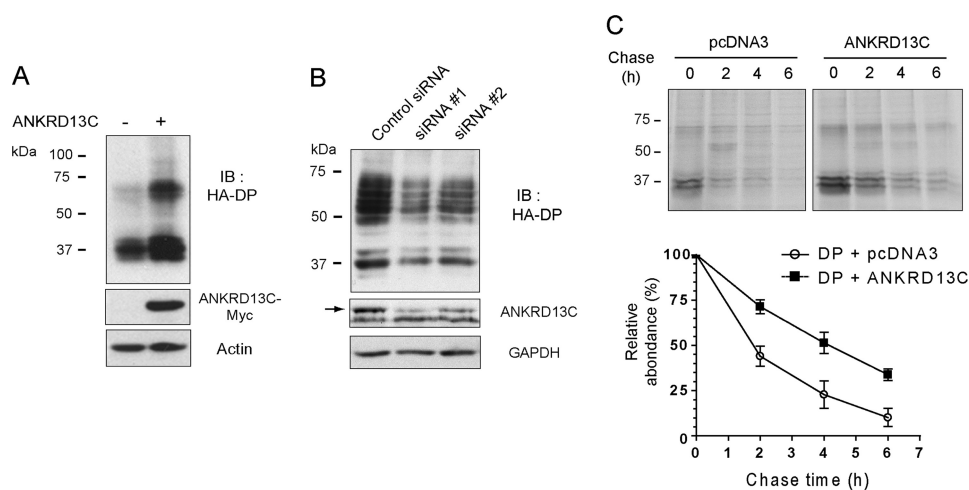 A
ANKRD13C - +
kDa
100
75
50
37
IB :
HA-DP
ANKRD13C-
Myc
Actin
B
Control siRNA
siRNA #1
siRNA #2
kDa
75
50
37
IB :
HA-DP
ANKRD13C
GAPDH
C
pcDNA3 ANKRD13C
Chase
(h)
0 2 4 6 0 2 4 6
75
50
37
DP + pcDNA3
DP + ANKRD13C
Relative
abondance (%)
100
75
50
25
0
0 1 2 3 4 5 6 7
Chase time (h)